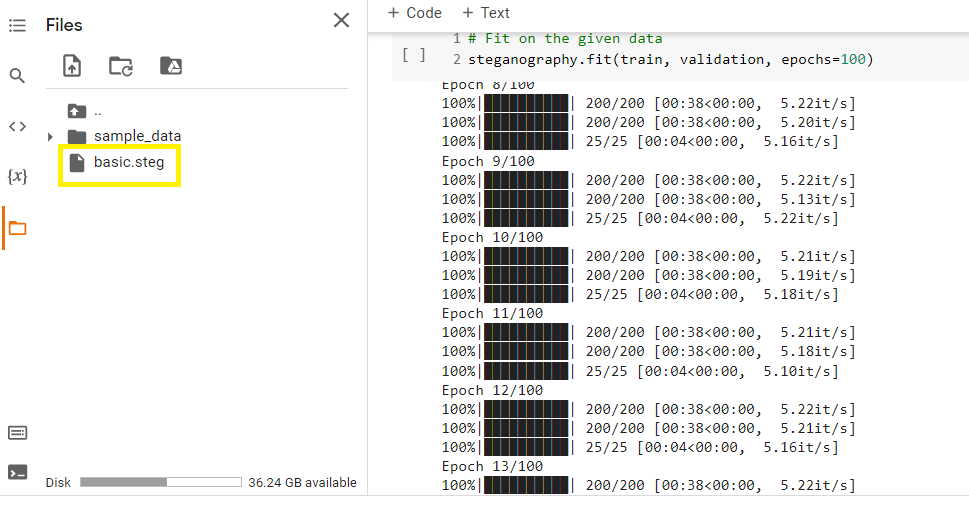 Files
..
sample_data
basic.steg
{x}
Disk 36.24 GB available
+ Code + Text
[ ]
1 # Fit on the given data
2 steganography.fit(train, validation, epochs=100)
Epoch 8/100
100%|██████████| 200/200 [00:38<00:00, 5.22it/s]
100%|██████████| 200/200 [00:38<00:00, 5.20it/s]
100%|██████████| 25/25 [00:04<00:00, 5.16it/s]
Epoch 9/100
100%|██████████| 200/200 [00:38<00:00, 5.22it/s]
100%|██████████| 200/200 [00:38<00:00, 5.13it/s]
100%|██████████| 25/25 [00:04<00:00, 5.22it/s]
Epoch 10/100
100%|██████████| 200/200 [00:38<00:00, 5.21it/s]
100%|██████████| 200/200 [00:38<00:00, 5.19it/s]
100%|██████████| 25/25 [00:04<00:00, 5.18it/s]
Epoch 11/100
100%|██████████| 200/200 [00:38<00:00, 5.21it/s]
100%|██████████| 200/200 [00:38<00:00, 5.18it/s]
100%|██████████| 25/25 [00:04<00:00, 5.10it/s]
Epoch 12/100
100%|██████████| 200/200 [00:38<00:00, 5.22it/s]
100%|██████████| 200/200 [00:38<00:00, 5.21it/s]
100%|██████████| 25/25 [00:04<00:00, 5.16it/s]
Epoch 13/100
100%|██████████| 200/200 [00:38<00:00, 5.22it/s]